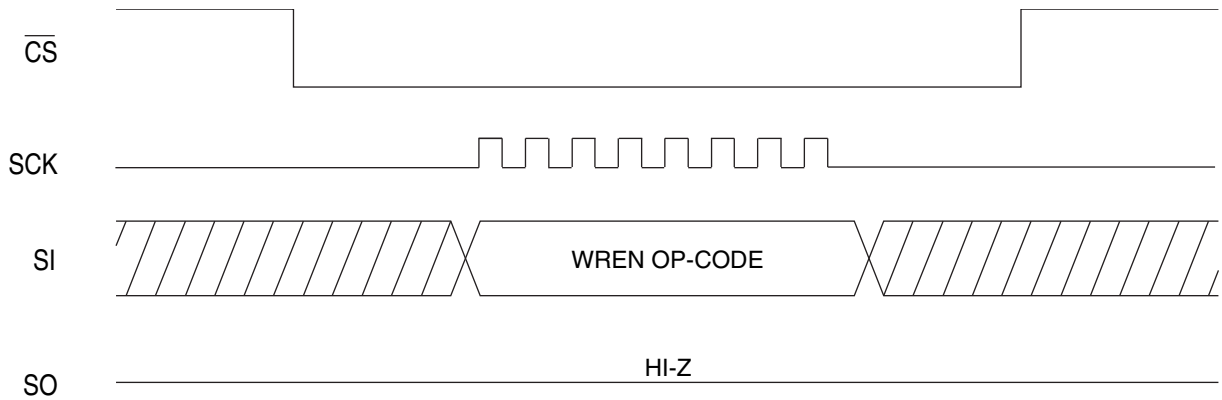 CS
SCK
SI
WREN OP-CODE
HI-Z
SO